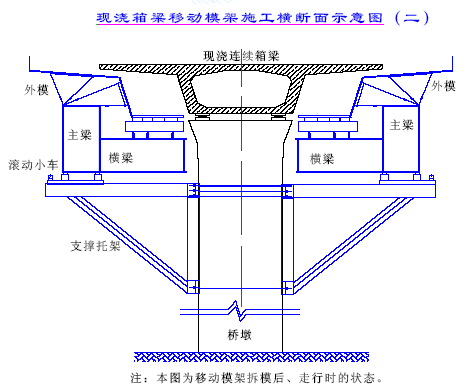 现浇箱梁移动模架施工横断面示意图（二）
现浇连续箱梁
外模
外模
主梁
主梁
横梁
横梁
滚动小车
支撑托架
桥墩
注：本图为移动模架拆模后、走行时的状态。